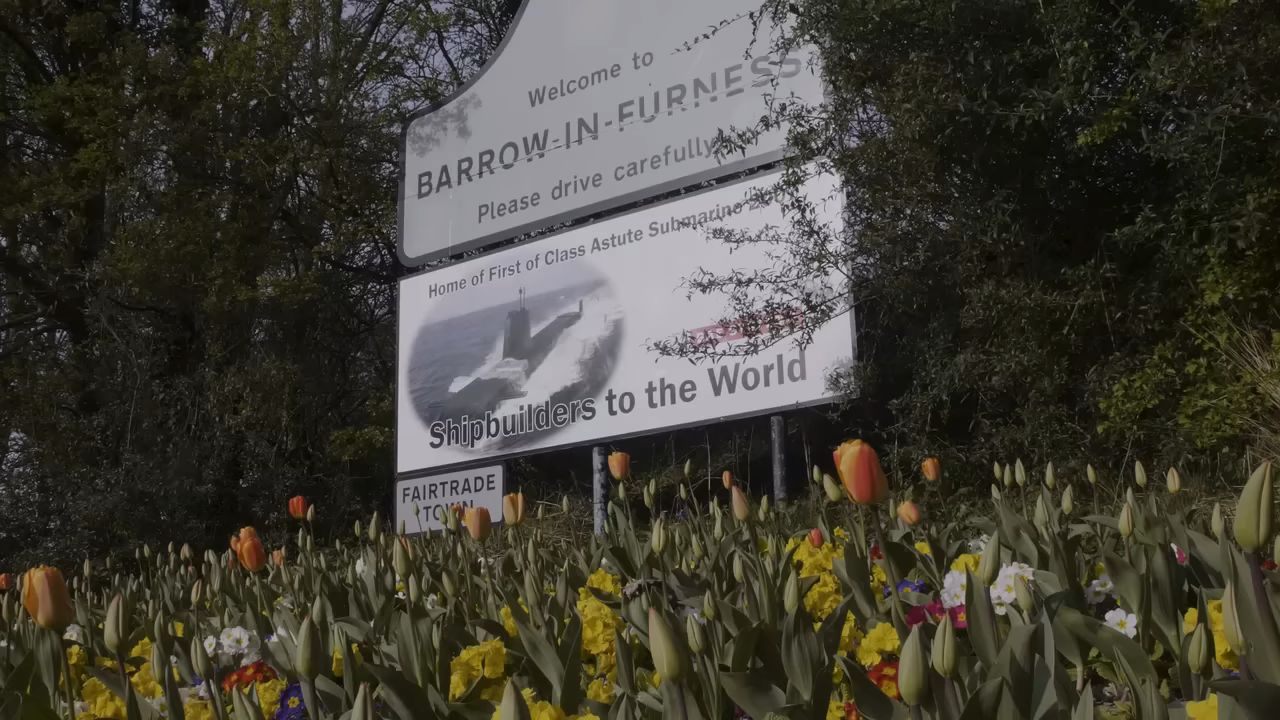 Welcome to
BARROW-IN-FURNESS
Please drive carefully
Home of First of Class Astute Submarine
Shipbuilders to the World
FAIRTRADE
TOWN